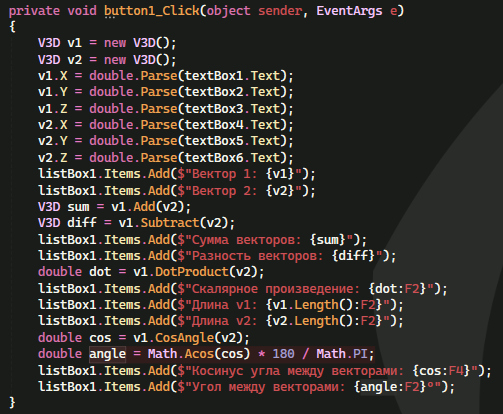 private void button1_Click(object sender, EventArgs e)
{
    V3D v1 = new V3D();
    V3D v2 = new V3D();
    v1.X = double.Parse(textBox1.Text);
    v1.Y = double.Parse(textBox2.Text);
    v1.Z = double.Parse(textBox3.Text);
    v2.X = double.Parse(textBox4.Text);
    v2.Y = double.Parse(textBox5.Text);
    v2.Z = double.Parse(textBox6.Text);
    listBox1.Items.Add($"Вектор 1: {v1}");
    listBox1.Items.Add($"Вектор 2: {v2}");
    V3D sum = v1.Add(v2);
    V3D diff = v1.Subtract(v2);
    listBox1.Items.Add($"Сумма векторов: {sum}");
    listBox1.Items.Add($"Разность векторов: {diff}");
    double dot = v1.DotProduct(v2);
    listBox1.Items.Add($"Скалярное произведение: {dot:F2}");
    listBox1.Items.Add($"Длина v1: {v1.Length():F2}");
    listBox1.Items.Add($"Длина v2: {v2.Length():F2}");
    double cos = v1.CosAngle(v2);
    double angle = Math.Acos(cos) * 180 / Math.PI;
    listBox1.Items.Add($"Косинус угла между векторами: {cos:F4}");
    listBox1.Items.Add($"Угол между векторами: {angle:F2}°");
}